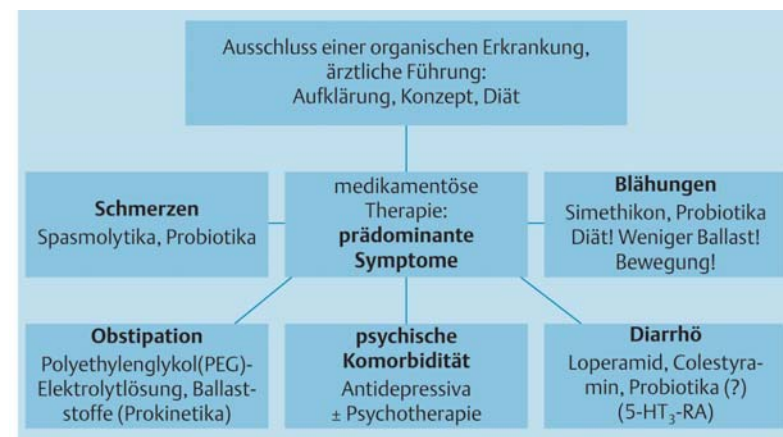 Ausschluss einer organischen Erkrankung,
ärztliche Führung:
Aufklärung, Konzept, Diät
Schmerzen
Spasmolytika, Probiotika
medikamentöse
Therapie:
prädominante
Symptome
Blähungen
Simethikon, Probiotika
Diät! Weniger Ballast!
Bewegung!
Obstipation
Polyethylenglykol(PEG)-
Elektrolytlösung, Ballast-
stoffe (Prokinetika)
psychische
Komorbidität
Antidepressiva
± Psychotherapie
Diarrhö
Loperamid, Colestyra-
min, Probiotika (?)
(5-HT₃-RA)